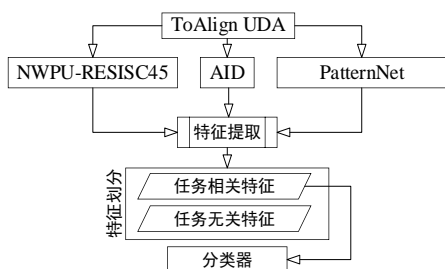 ToAlign UDA
NWPU-RESISC45
AID
PatternNet
特征提取
特征划分
任务相关特征
任务无关特征
分类器